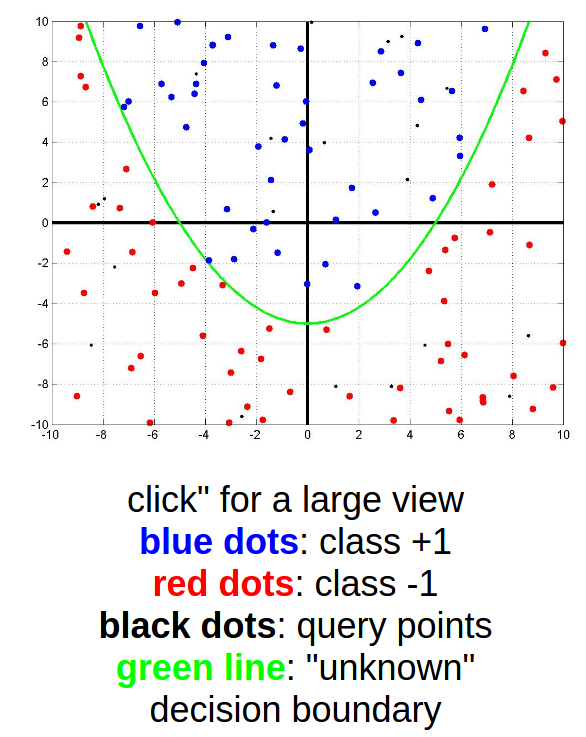 10
8
6
4
2
0
-2
-4
-6
-8
-10
-10 -8 -6 -4 -2 0 2 4 6 8 10
click" for a large view
blue dots: class +1
red dots: class -1
black dots: query points
green line: "unknown"
decision boundary